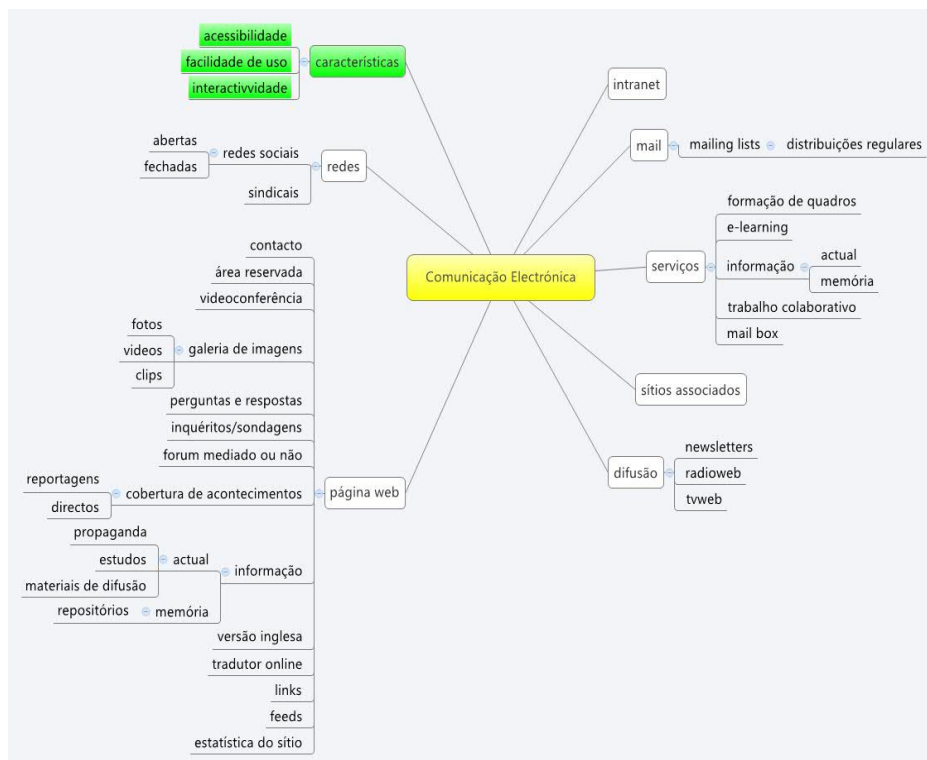 acessibilidade
facilidade de uso
interactivvidade
características
abertas
fechadas
redes sociais
sindicais
redes
contacto
área reservada
videoconferência
fotos
videos
clips
galeria de imagens
perguntas e respostas
inquéritos/sondagens
forum mediado ou não
reportagens
directos
cobertura de acontecimentos
propaganda
estudos
materiais de difusão
actual
repositórios
memória
informação
versão inglesa
tradutor online
links
feeds
estatística do sítio
página web
Comunicação Electrónica
intranet
mail
mailing lists
distribuições regulares
serviços
formação de quadros
e-learning
informação
actual
memória
trabalho colaborativo
mail box
sítios associados
difusão
newsletters
radioweb
tvweb